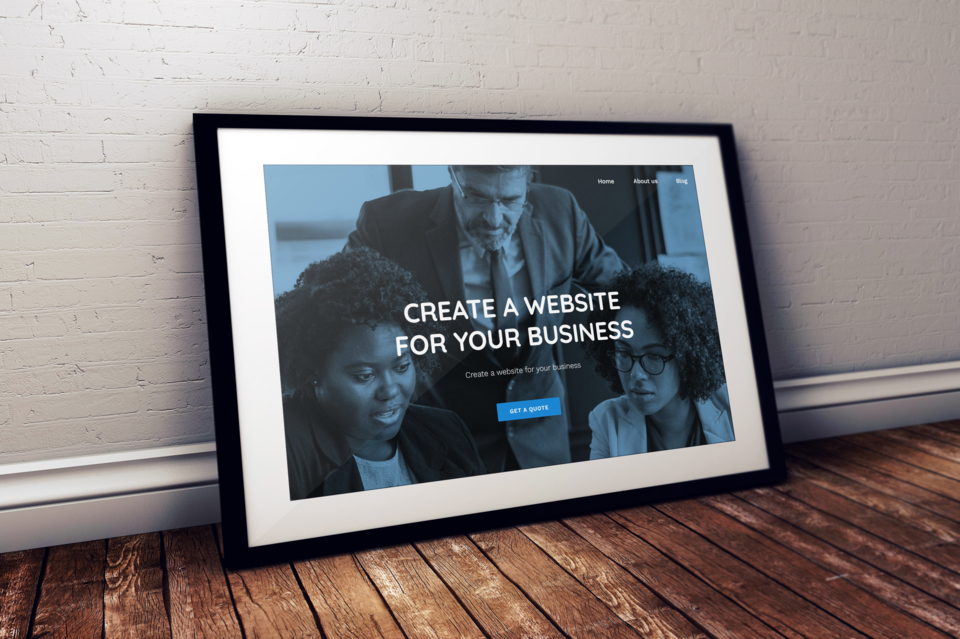 Home About us Blog
CREATE A WEBSITE
FOR YOUR BUSINESS
Create a website for your business
GET A QUOTE